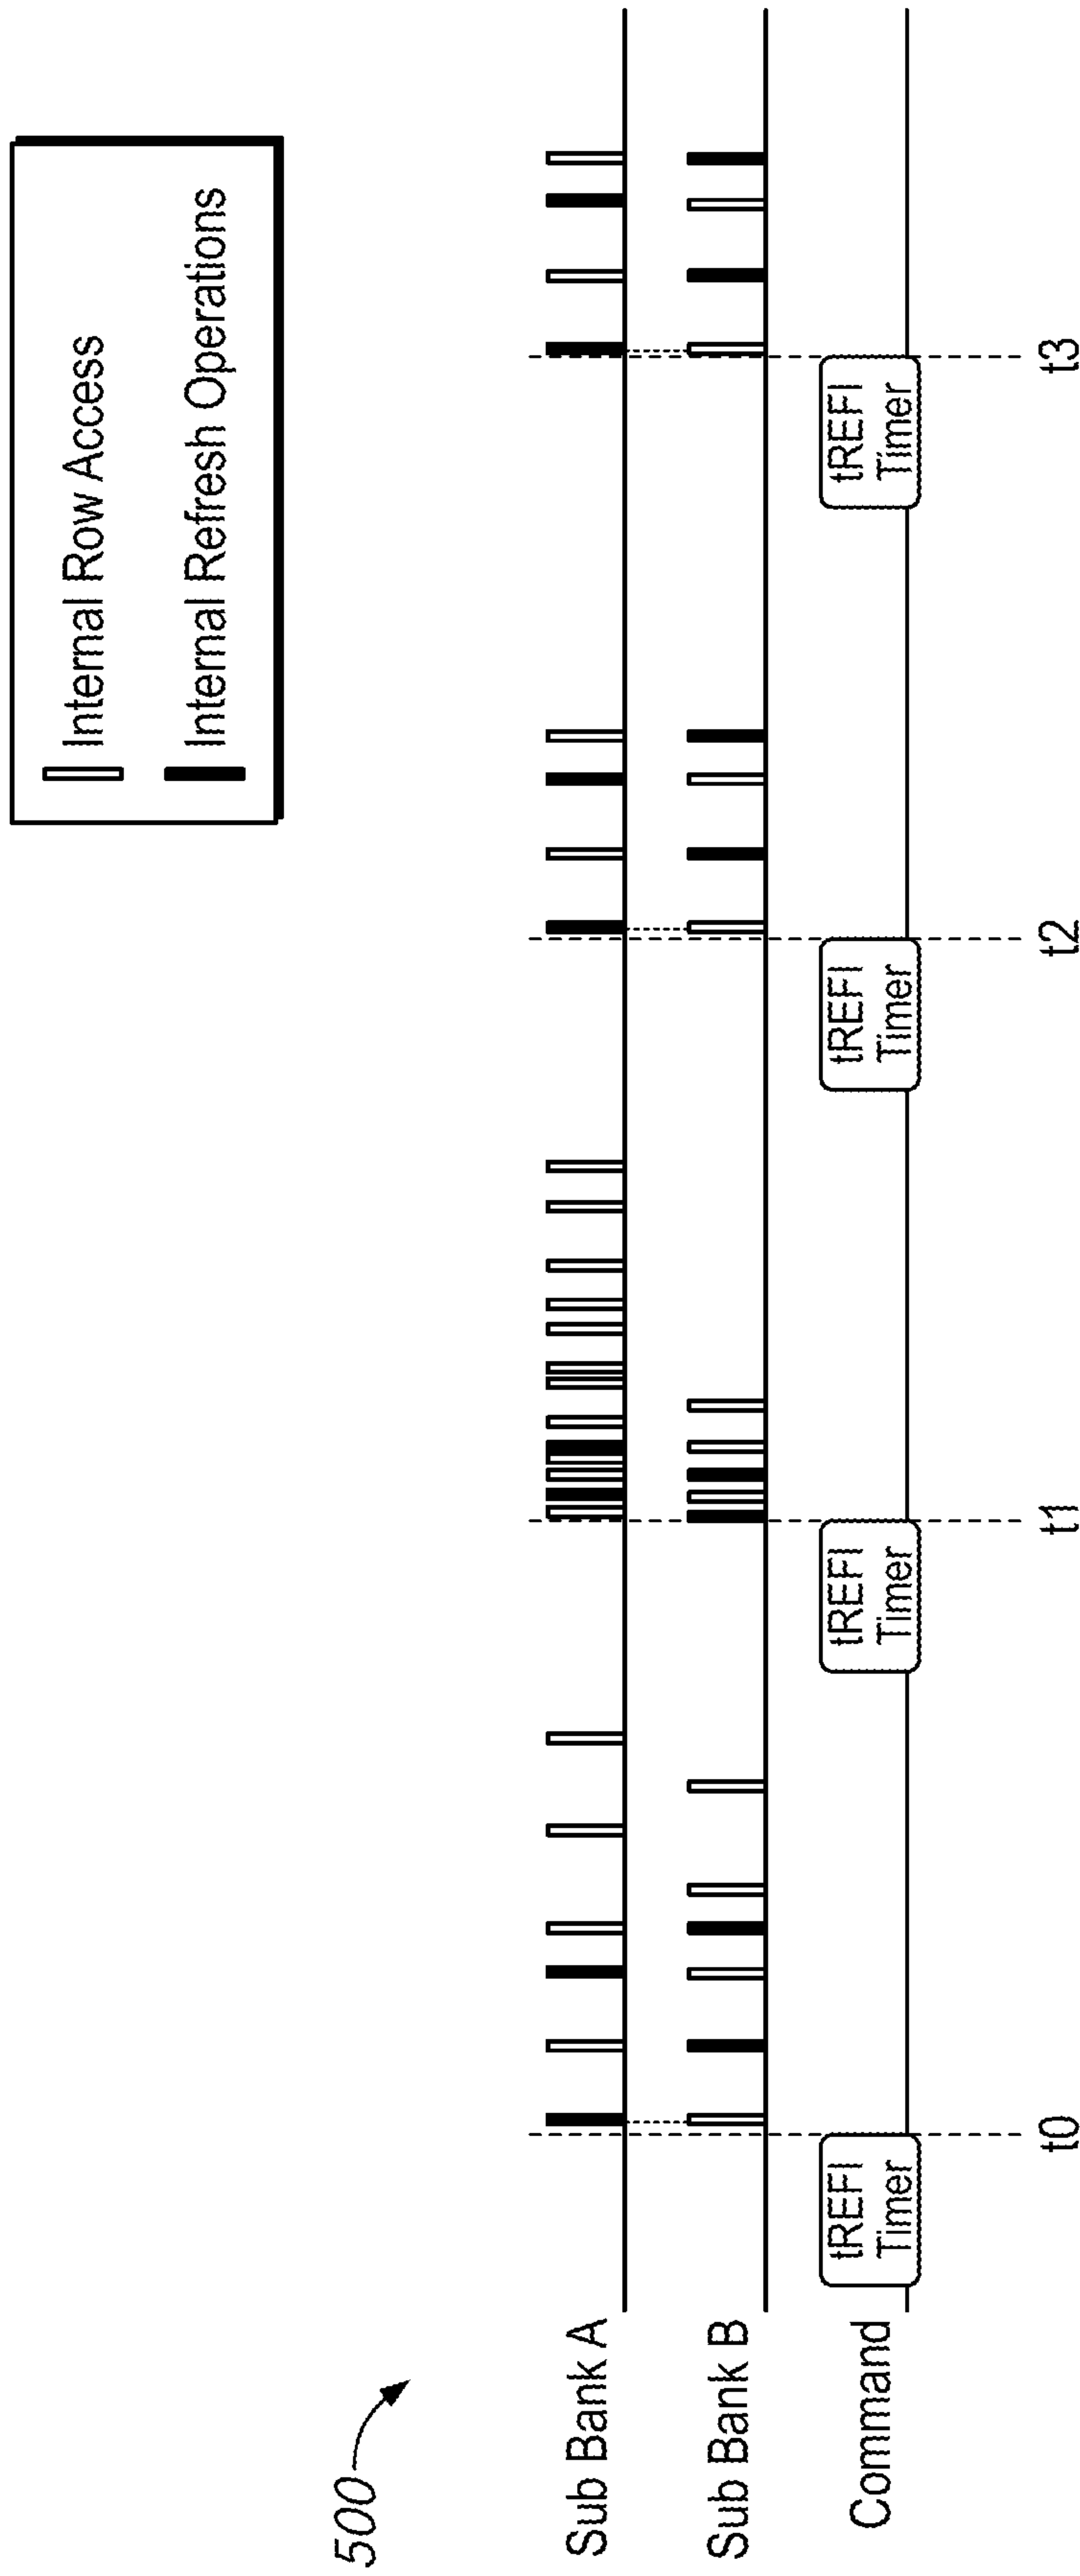 500
Internal Row Access
Internal Refresh Operations
Sub Bank A
Sub Bank B
Command
tREFI
Timer
tREFI
Timer
tREFI
Timer
tREFI
Timer
t0
t1
t2
t3